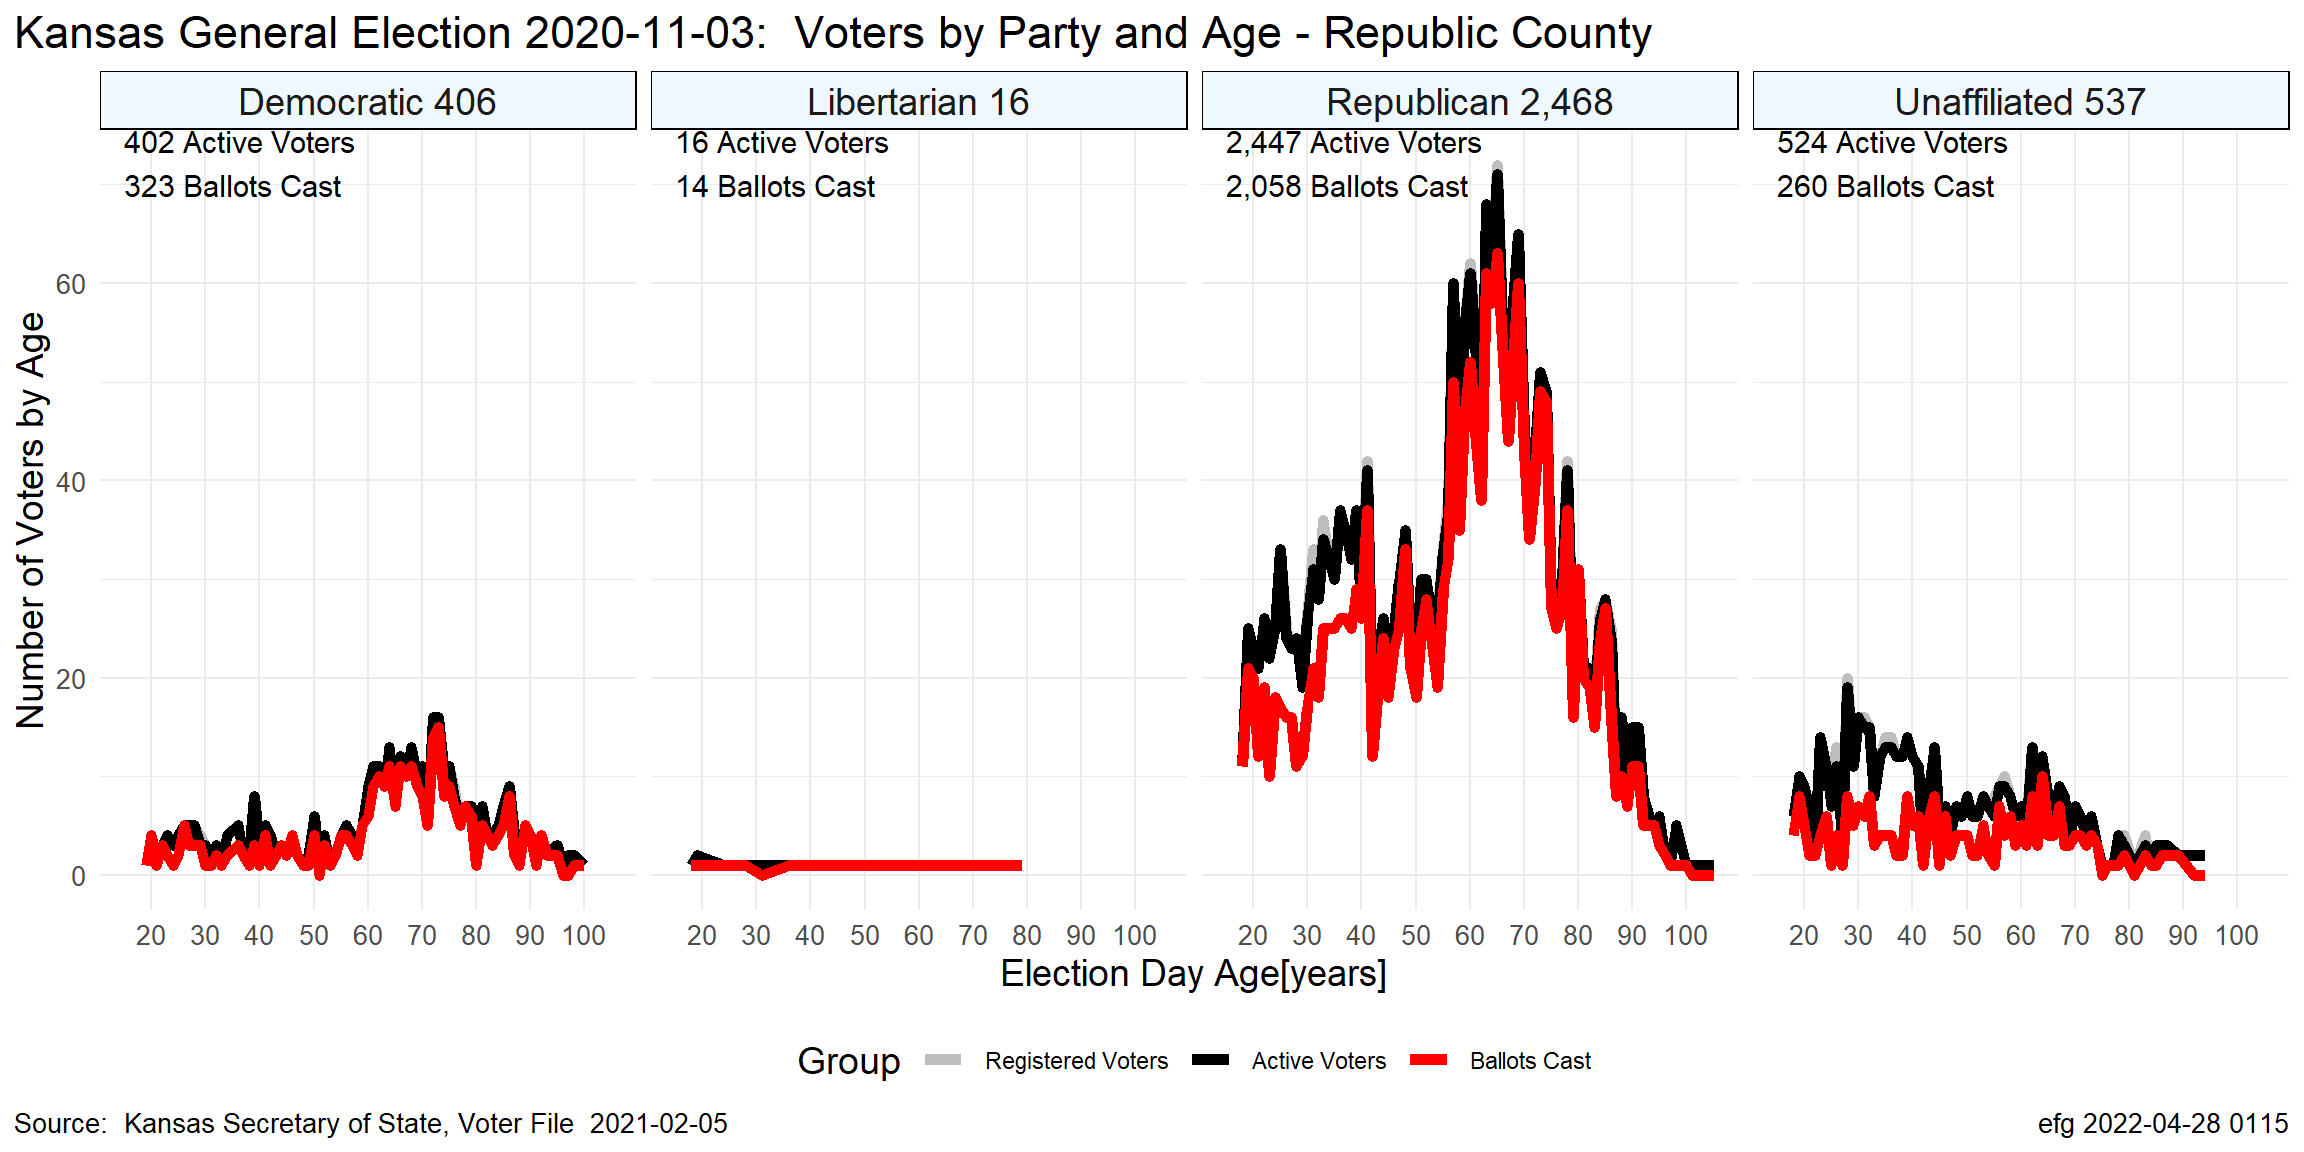 Kansas General Election 2020-11-03:  Voters by Party and Age - Republic County
Democratic 406
Libertarian 16
Republican 2,468
Unaffiliated 537
402 Active Voters
323 Ballots Cast
16 Active Voters
14 Ballots Cast
2,447 Active Voters
2,058 Ballots Cast
524 Active Voters
260 Ballots Cast
Number of Voters by Age
60
40
20
0
20 30 40 50 60 70 80 90 100
20 30 40 50 60 70 80 90 100
20 30 40 50 60 70 80 90 100
20 30 40 50 60 70 80 90 100
Election Day Age[years]
Group Registered Voters Active Voters Ballots Cast
Source:  Kansas Secretary of State, Voter File  2021-02-05
efg 2022-04-28 0115